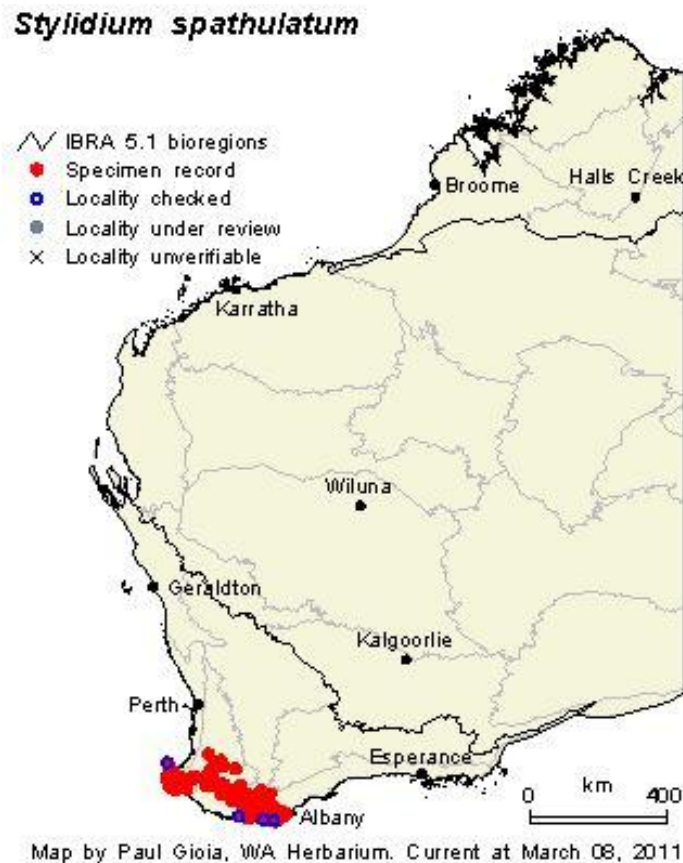 Stylidium spathulatum
IBRA 5.1 bioregions
Specimen record
Locality checked
Locality under review
Locality unverifiable
Broome
Halls Creek
Karratha
Wiluna
Geraldton
Kalgoorlie
Perth
Esperance
km
Albany
0 400
Map by Paul Gioia, WA Herbarium. Current at March 08, 2011